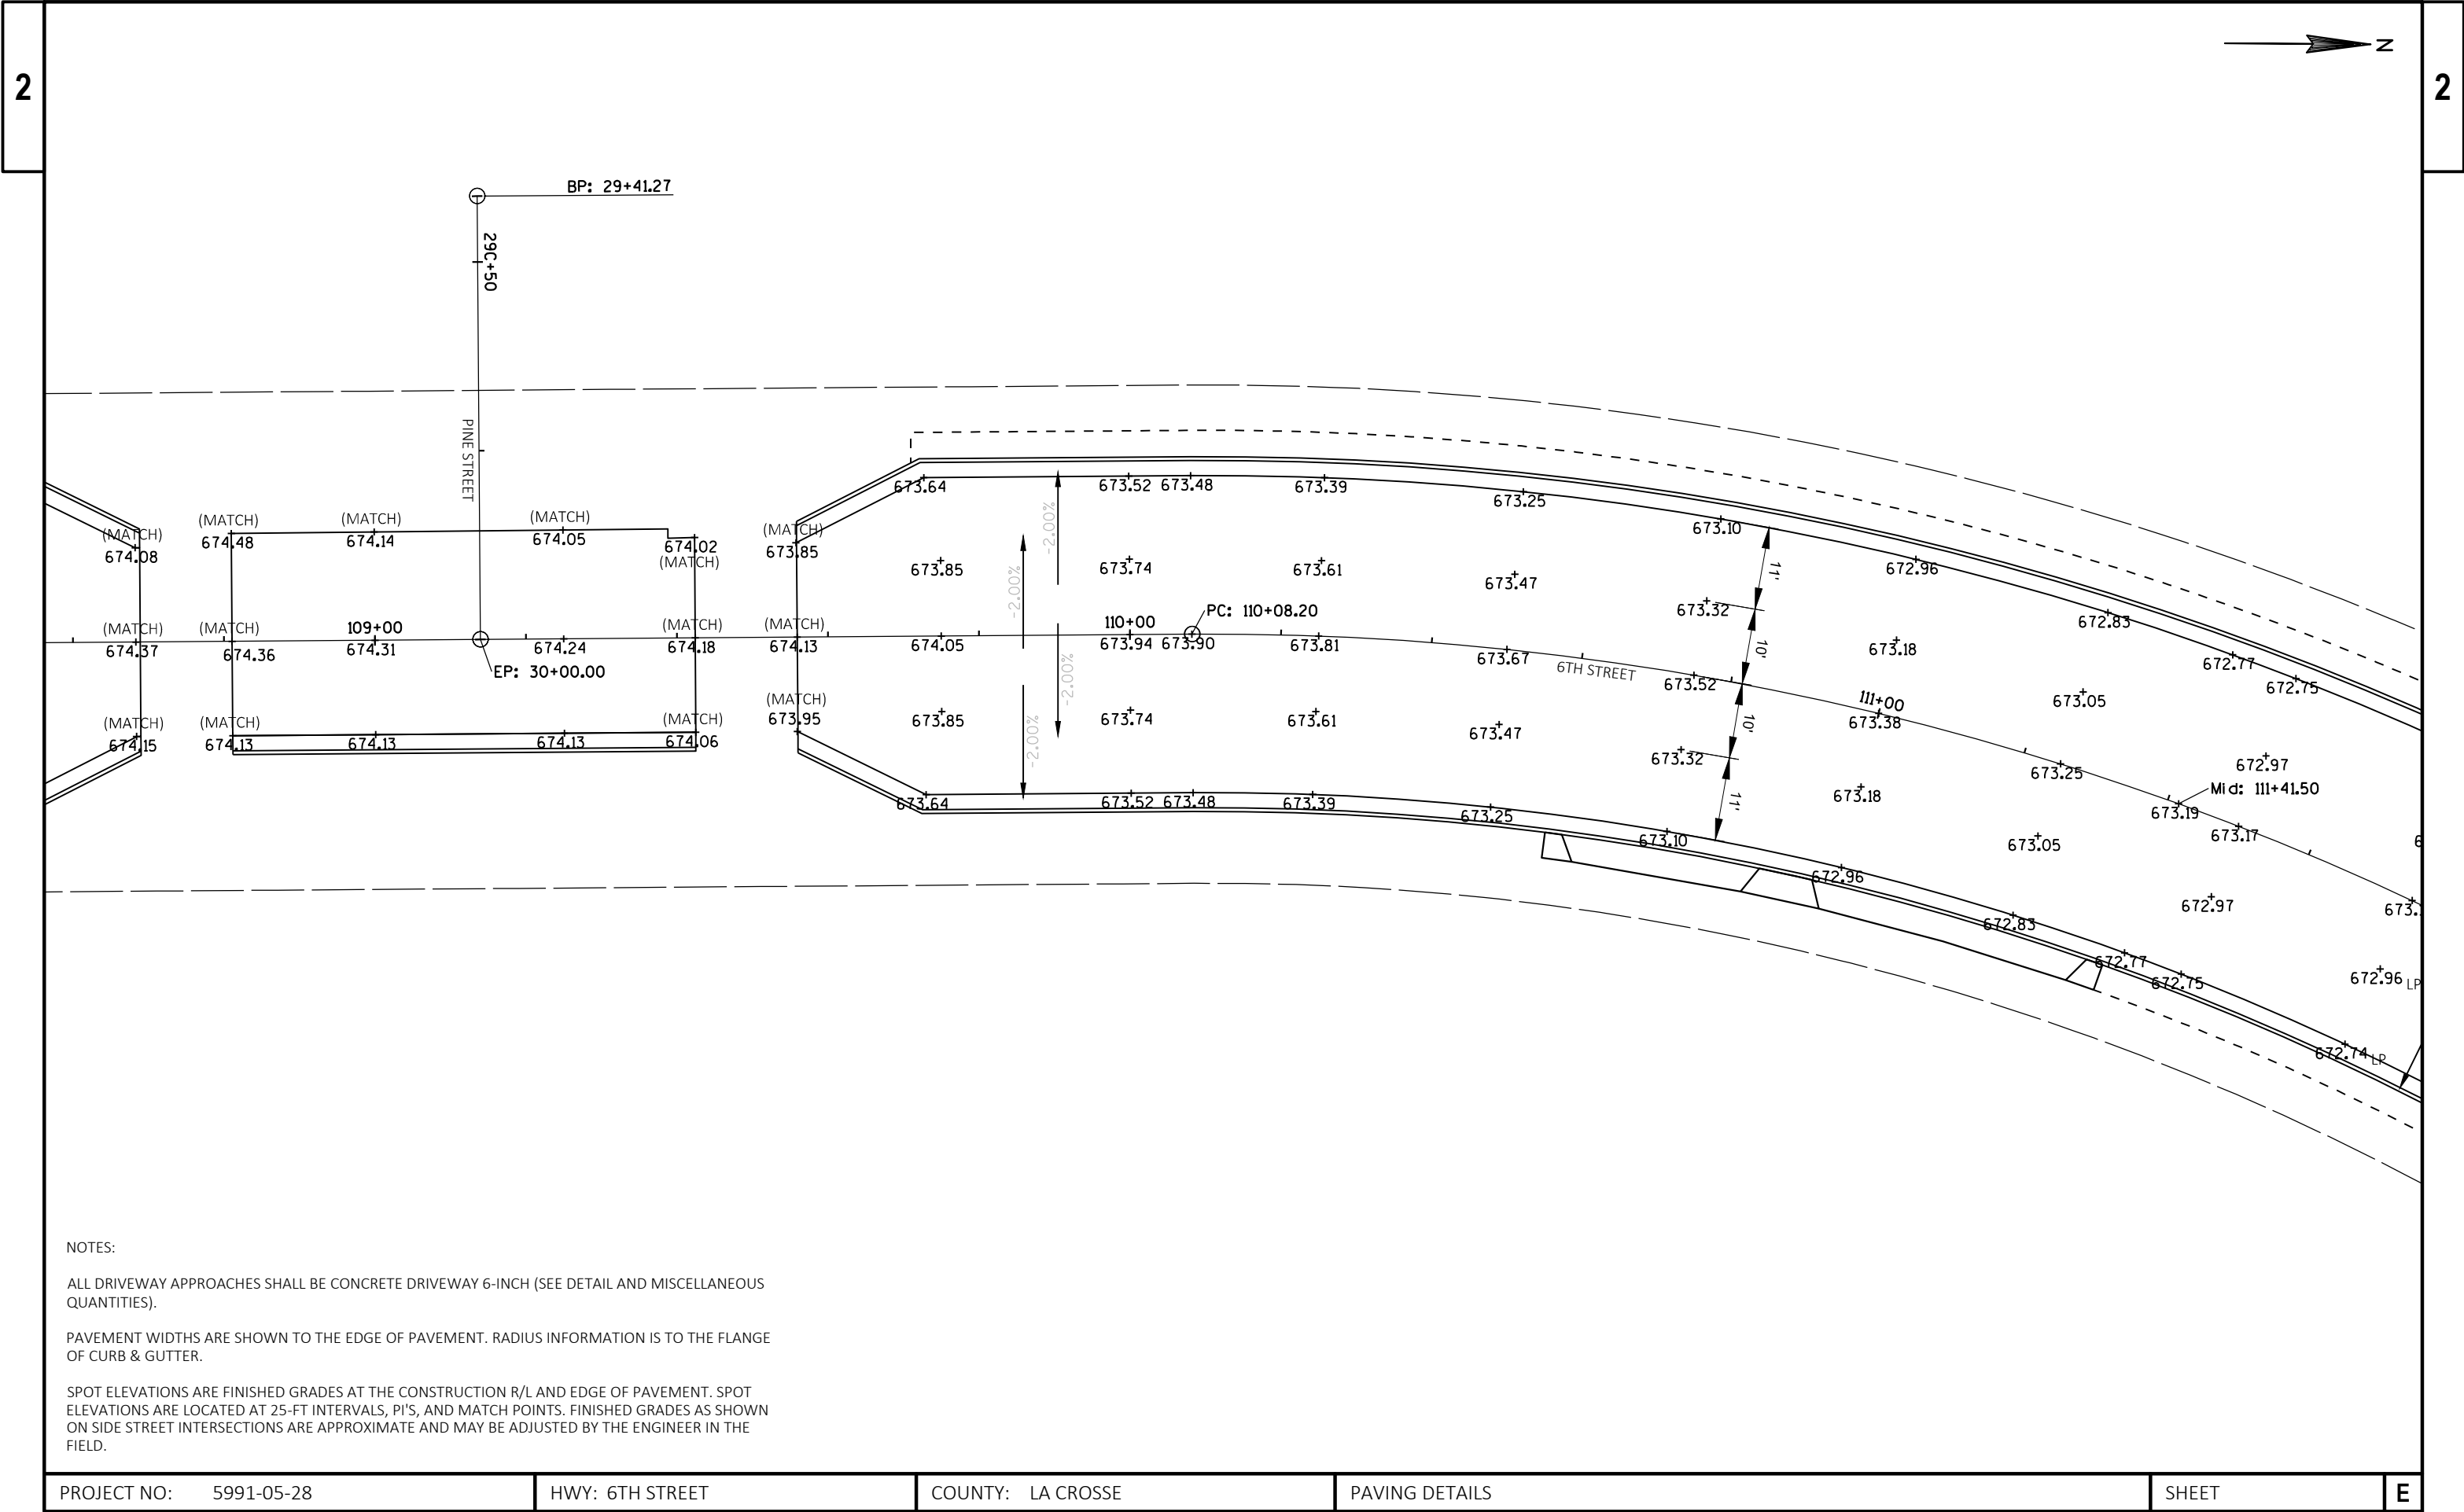 2
2
N
BP: 29+41.27
29C+50
PINE STREET
673.64
673.52 673.48
673.39
673.25
673.10
672.96
672.83
672.77
672.75
(MATCH)
674.08
(MATCH)
674.48
(MATCH)
674.14
(MATCH)
674.05
674.02
(MATCH)
(MATCH)
673.85
-2.00%
-2.00%
673.85
673.74
673.61
673.47
673.32
673.18
673.05
672.97
11'
10'
10'
11'
PC: 110+08.20
(MATCH)
674.37
(MATCH)
674.36
109+00
674.31
674.24
EP: 30+00.00
(MATCH)
674.18
(MATCH)
674.13
674.05
110+00
673.94 673.90
673.81
673.67
6TH STREET
673.52
111+00
673.38
673.25
Mid: 111+41.50
673.19
673.17
6
673.
-2.00%
-2.00%
(MATCH)
674.15
(MATCH)
674.13
674.13
674.13
(MATCH)
674.06
(MATCH)
673.95
673.85
673.74
673.61
673.47
673.32
673.18
673.05
672.97
672.96 LP
673.64
673.52 673.48
673.39
673.25
673.10
672.96
672.83
672.77
672.75
672.74 LP
NOTES:
ALL DRIVEWAY APPROACHES SHALL BE CONCRETE DRIVEWAY 6-INCH (SEE DETAIL AND MISCELLANEOUS
QUANTITIES).
PAVEMENT WIDTHS ARE SHOWN TO THE EDGE OF PAVEMENT. RADIUS INFORMATION IS TO THE FLANGE
OF CURB & GUTTER.
SPOT ELEVATIONS ARE FINISHED GRADES AT THE CONSTRUCTION R/L AND EDGE OF PAVEMENT. SPOT
ELEVATIONS ARE LOCATED AT 25-FT INTERVALS, PI'S, AND MATCH POINTS. FINISHED GRADES AS SHOWN
ON SIDE STREET INTERSECTIONS ARE APPROXIMATE AND MAY BE ADJUSTED BY THE ENGINEER IN THE
FIELD.
PROJECT NO: 5991-05-28
HWY: 6TH STREET
COUNTY: LA CROSSE
PAVING DETAILS
SHEET
E